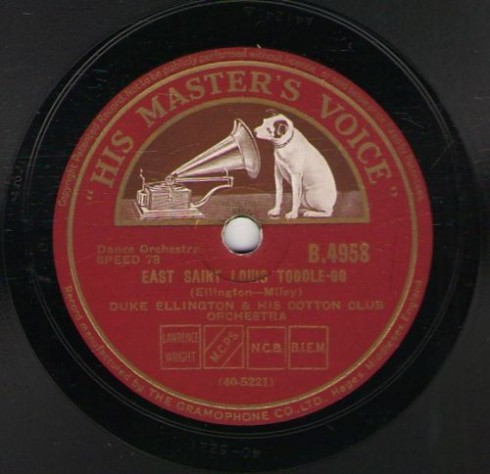 "HIS MASTER'S VOICE"
Dance Orchestra
SPEED 78
B.4958
EAST SAINT LOUIS TOODLE-OO
(Ellington—Miley)
DUKE ELLINGTON & HIS COTTON CLUB
ORCHESTRA
LAWRENCE
WRIGHT
M.C.P.S.
N.C.B.
B.I.E.M.
(40-5221)
Record manufactured by THE GRAMOPHONE CO., LTD. Hayes Middlesex England